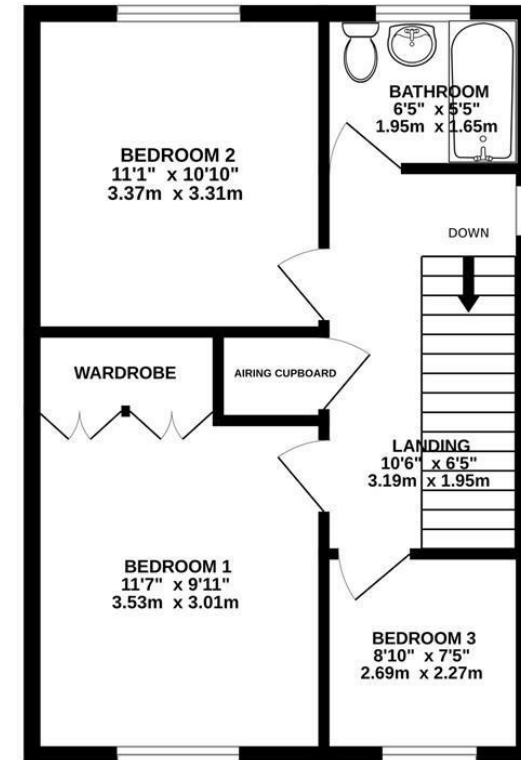 BATHROOM
6'5" x 5'5"
1.95m x 1.65m
BEDROOM 2
11'1" x 10'10"
3.37m x 3.31m
DOWN
WARDROBE
AIRING CUPBOARD
LANDING
10'6" x 6'5"
3.19m x 1.95m
BEDROOM 1
11'7" x 9'11"
3.53m x 3.01m
BEDROOM 3
8'10" x 7'5"
2.69m x 2.27m